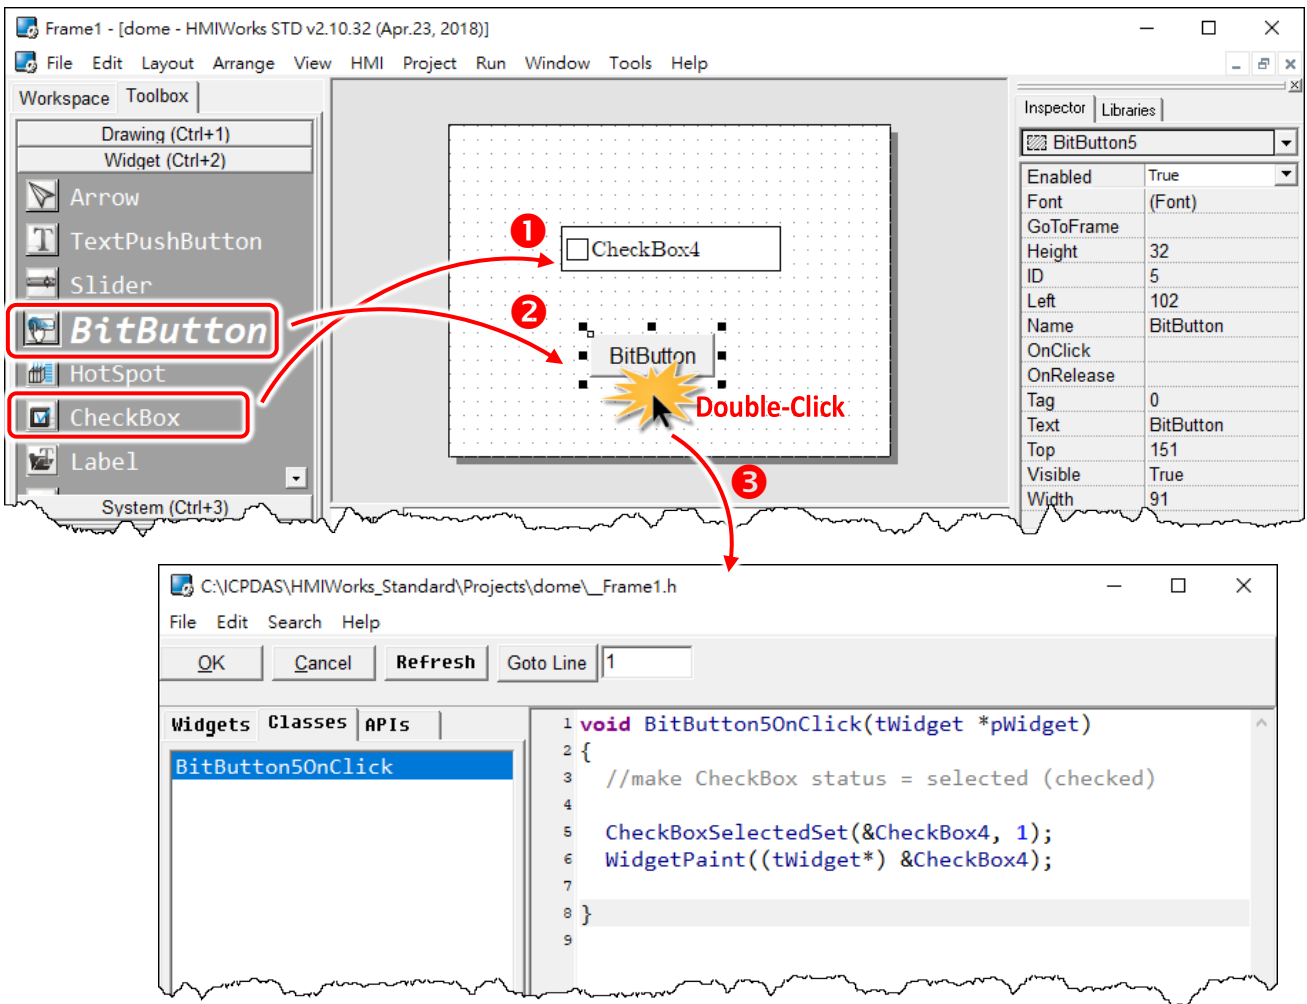 Frame1 - [dome - HMIWorks STD v2.10.32 (Apr.23, 2018)]
File Edit Layout Arrange View HMI Project Run Window Tools Help
Workspace Toolbox
Drawing (Ctrl+1)
Widget (Ctrl+2)
Arrow
TextPushButton
Slider
BitButton
HotSpot
CheckBox
Label
System (Ctrl+3)
1
CheckBox4
2
BitButton
Double-Click
3
Inspector Libraries
BitButton5
Enabled True
Font (Font)
GoToFrame
Height 32
ID 5
Left 102
Name BitButton
OnClick
OnRelease
Tag 0
Text BitButton
Top 151
Visible True
Width 91
C:\ICPDAS\HMIWorks_Standard\Projects\dome\__Frame1.h
File Edit Search Help
OK Cancel Refresh Goto Line 1
Widgets Classes APIs
BitButton5OnClick
1 void BitButton5OnClick(tWidget *pWidget)
2 {
3 //make CheckBox status = selected (checked)
4
5 CheckBoxSelectedSet(&CheckBox4, 1);
6 WidgetPaint((tWidget*) &CheckBox4);
7
8 }
9